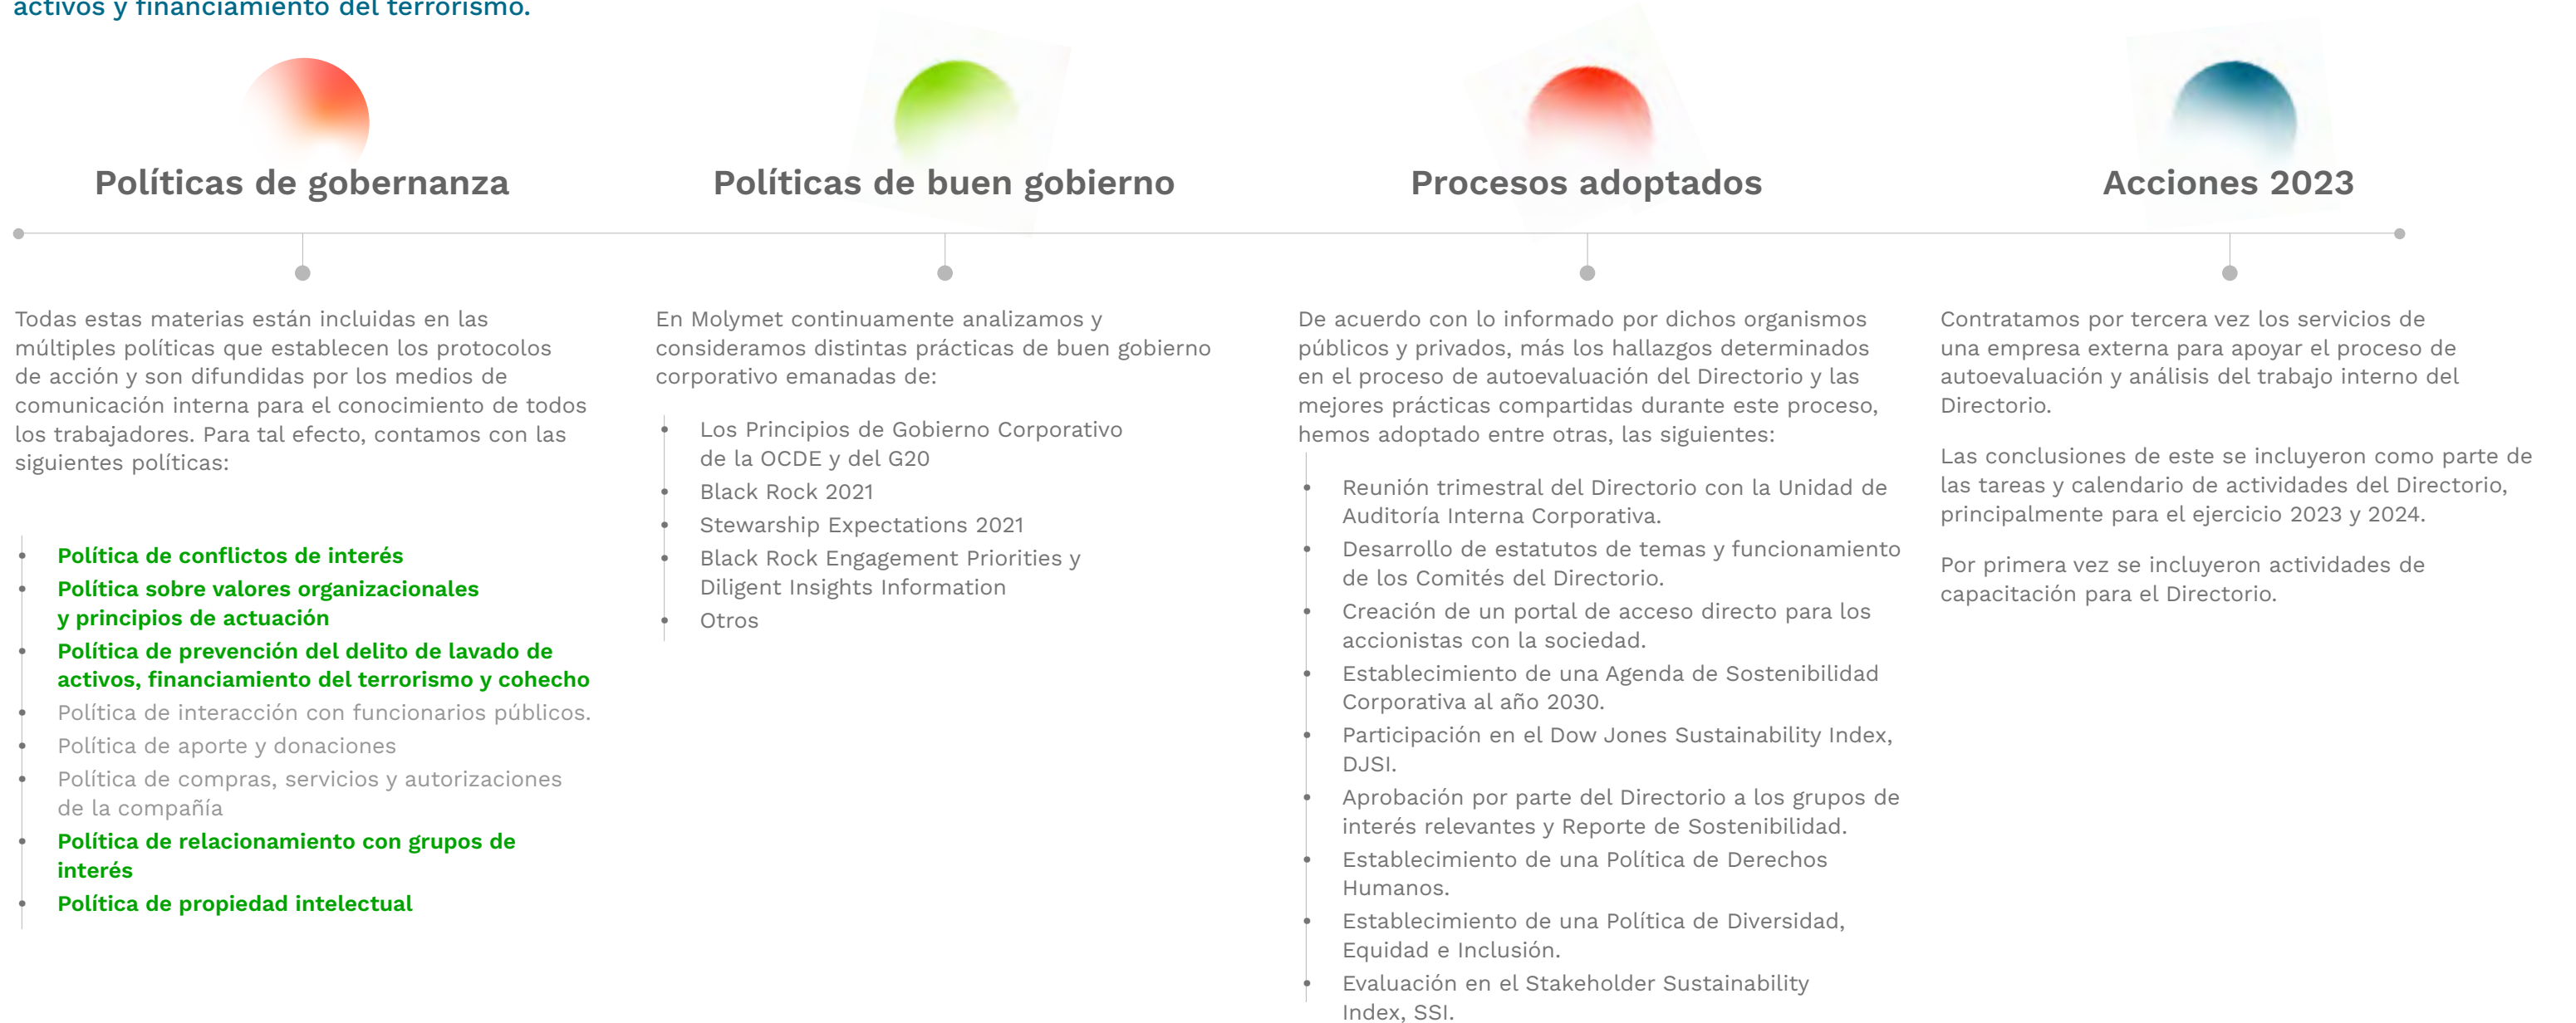 activos y financiamiento del terrorismo.
Políticas de gobernanza
Todas estas materias están incluidas en las
múltiples políticas que establecen los protocolos
de acción y son difundidas por los medios de
comunicación interna para el conocimiento de todos
los trabajadores. Para tal efecto, contamos con las
siguientes políticas:
• Política de conflictos de interés
• Política sobre valores organizacionales
y principios de actuación
• Política de prevención del delito de lavado de
activos, financiamiento del terrorismo y cohecho
• Política de interacción con funcionarios públicos.
• Política de aporte y donaciones
• Política de compras, servicios y autorizaciones
de la compañía
• Política de relacionamiento con grupos de
interés
• Política de propiedad intelectual
Políticas de buen gobierno
En Molymet continuamente analizamos y
consideramos distintas prácticas de buen gobierno
corporativo emanadas de:
• Los Principios de Gobierno Corporativo
de la OCDE y del G20
• Black Rock 2021
• Stewarship Expectations 2021
• Black Rock Engagement Priorities y
Diligent Insights Information
• Otros
Procesos adoptados
De acuerdo con lo informado por dichos organismos
públicos y privados, más los hallazgos determinados
en el proceso de autoevaluación del Directorio y las
mejores prácticas compartidas durante este proceso,
hemos adoptado entre otras, las siguientes:
• Reunión trimestral del Directorio con la Unidad de
Auditoría Interna Corporativa.
• Desarrollo de estatutos de temas y funcionamiento
de los Comités del Directorio.
• Creación de un portal de acceso directo para los
accionistas con la sociedad.
• Establecimiento de una Agenda de Sostenibilidad
Corporativa al año 2030.
• Participación en el Dow Jones Sustainability Index,
DJSI.
• Aprobación por parte del Directorio a los grupos de
interés relevantes y Reporte de Sostenibilidad.
• Establecimiento de una Política de Derechos
Humanos.
• Establecimiento de una Política de Diversidad,
Equidad e Inclusión.
• Evaluación en el Stakeholder Sustainability
Index, SSI.
Acciones 2023
Contratamos por tercera vez los servicios de
una empresa externa para apoyar el proceso de
autoevaluación y análisis del trabajo interno del
Directorio.
Las conclusiones de este se incluyeron como parte de
las tareas y calendario de actividades del Directorio,
principalmente para el ejercicio 2023 y 2024.
Por primera vez se incluyeron actividades de
capacitación para el Directorio.